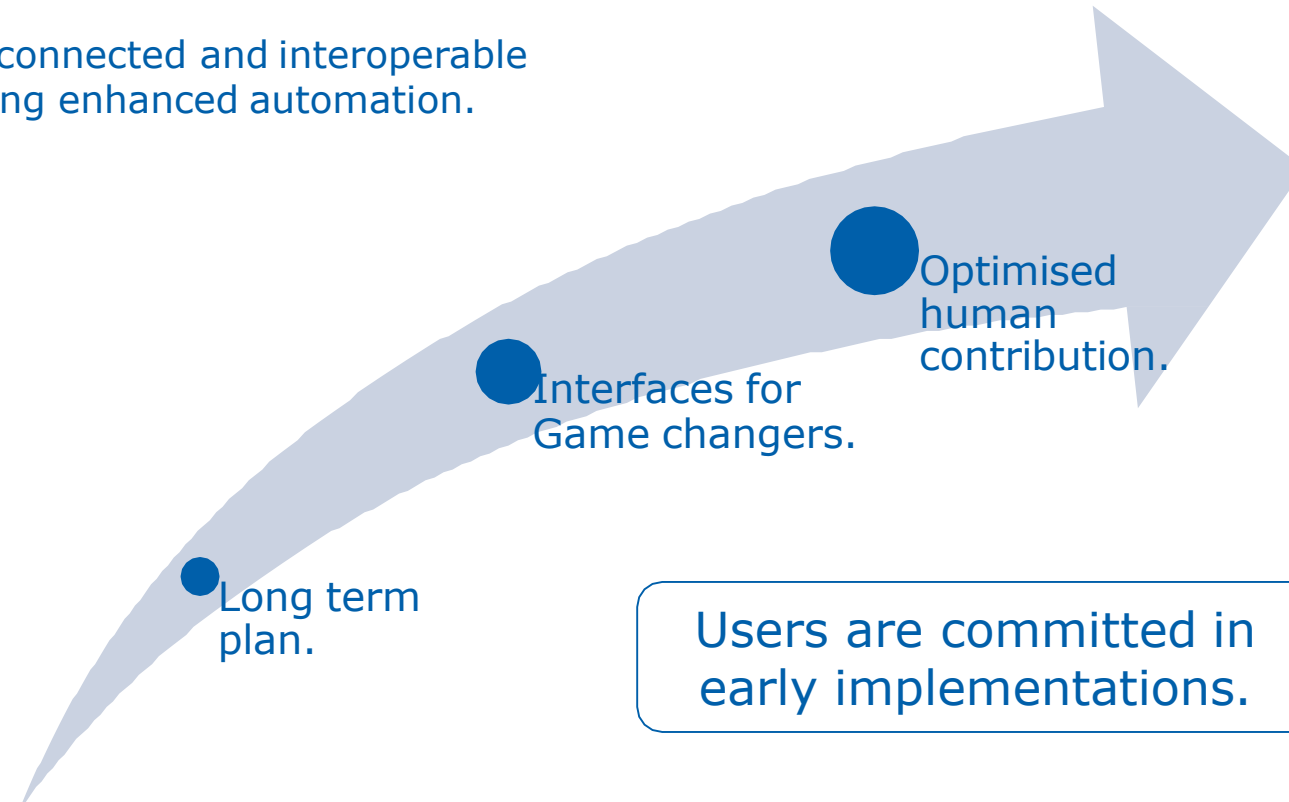 connected and interoperable
ng enhanced automation.
Optimised
human
contribution.
Interfaces for
Game changers.
Long term
plan.
Users are committed in
early implementations.